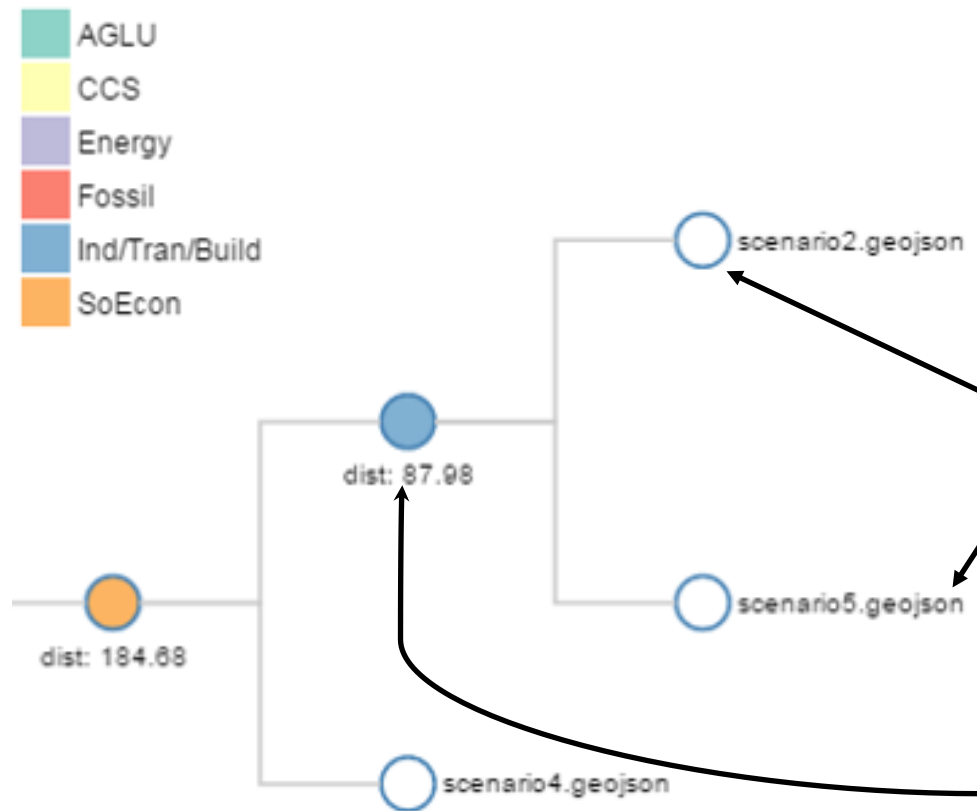 AGLU
CCS
Energy
Fossil
Ind/Tran/Build
SoEcon
scenario2.geojson
dist: 87.98
scenario5.geojson
dist: 184.68
scenario4.geojson